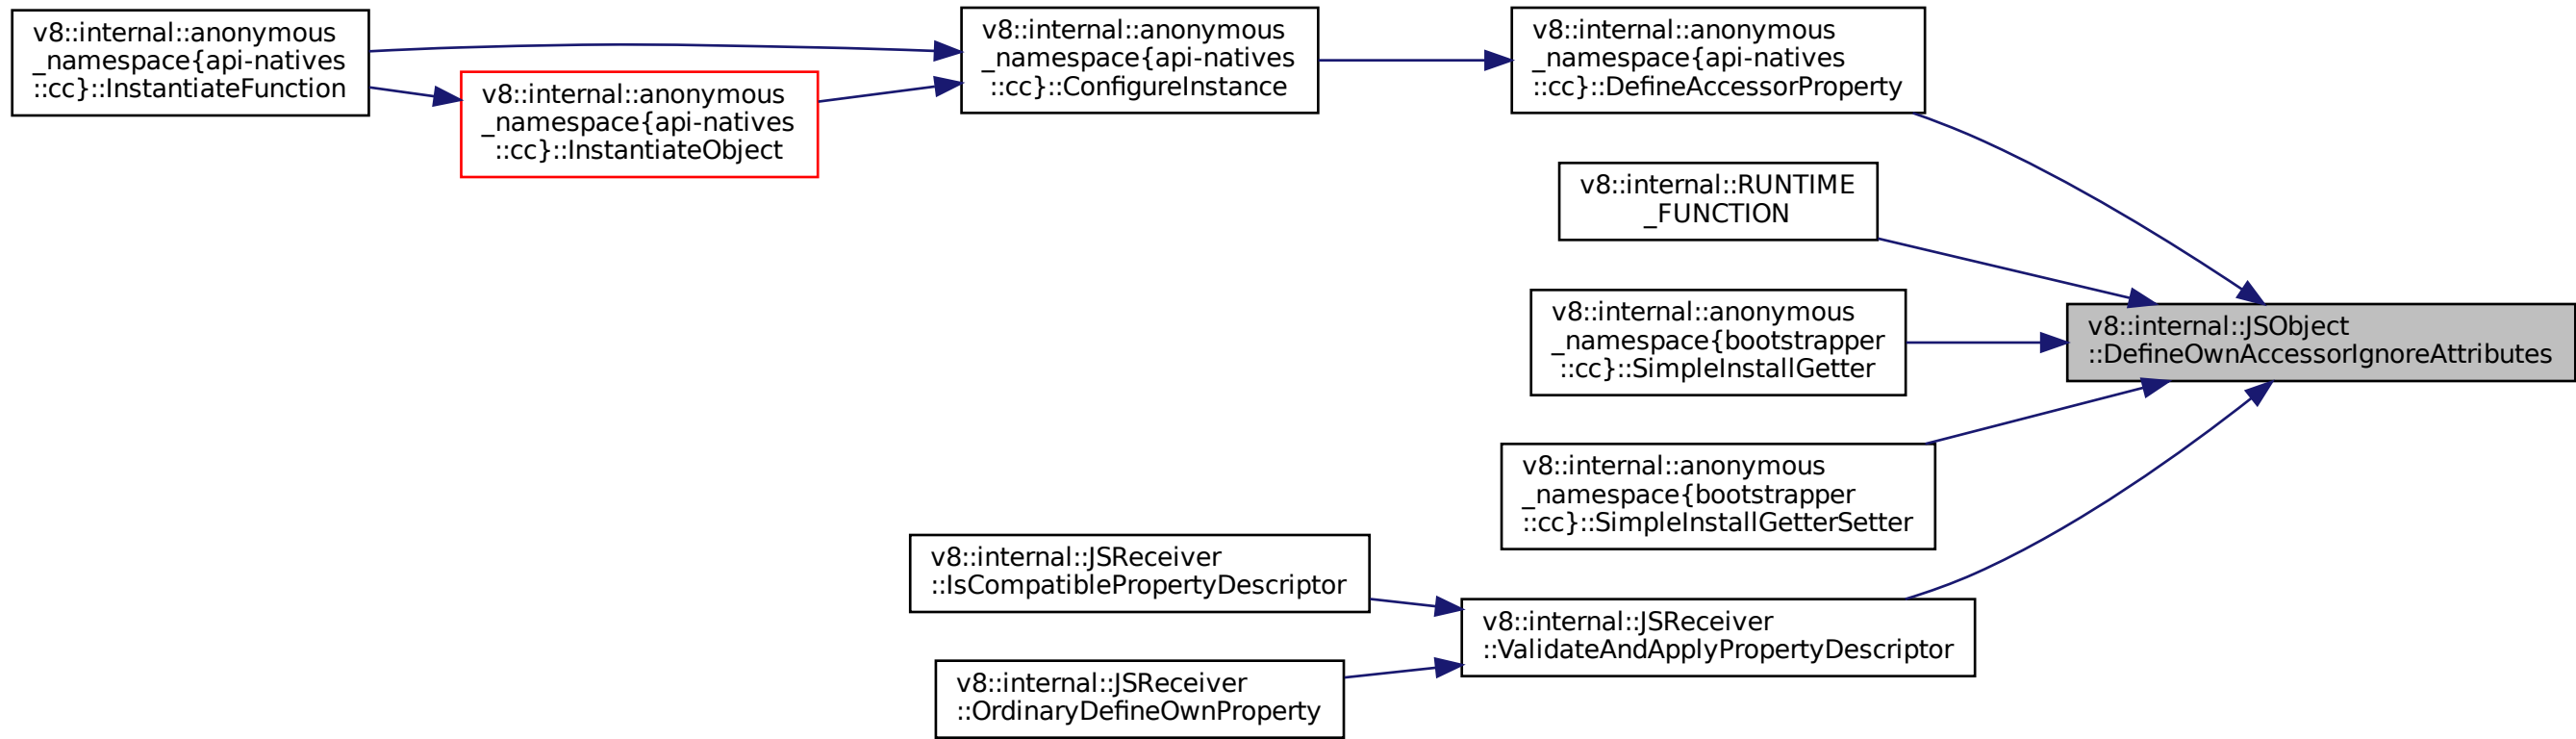 v8::internal::anonymous
_namespace{api-natives
::cc}::InstantiateFunction
v8::internal::anonymous
_namespace{api-natives
::cc}::InstantiateObject
v8::internal::anonymous
_namespace{api-natives
::cc}::ConfigureInstance
v8::internal::anonymous
_namespace{api-natives
::cc}::DefineAccessorProperty
v8::internal::RUNTIME
_FUNCTION
v8::internal::anonymous
_namespace{bootstrapper
::cc}::SimpleInstallGetter
v8::internal::JSObject
::DefineOwnAccessorIgnoreAttributes
v8::internal::anonymous
_namespace{bootstrapper
::cc}::SimpleInstallGetterSetter
v8::internal::JSReceiver
::IsCompatiblePropertyDescriptor
v8::internal::JSReceiver
::ValidateAndApplyPropertyDescriptor
v8::internal::JSReceiver
::OrdinaryDefineOwnProperty